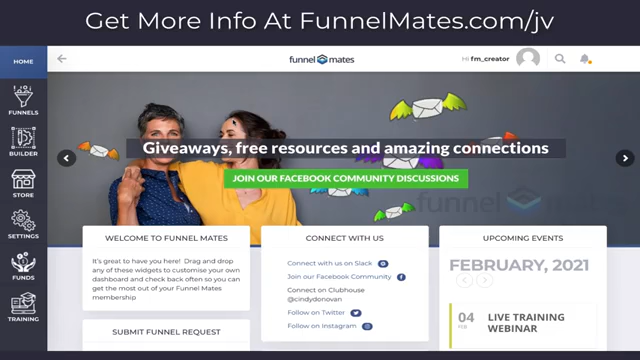 Get More Info At FunnelMates.com/jv
HOME
funnel mates
Hi fm_creator
FUNNELS
BUILDER
STORE
SETTINGS
FUNDS
TRAINING
Giveaways, free resources and amazing connections
JOIN OUR FACEBOOK COMMUNITY DISCUSSIONS
funnel mates
WELCOME TO FUNNEL MATES
It's great to have you here! Drag and drop
any of these widgets to customise your own
dashboard and check back often so you can
get the most out of your Funnel Mates
membership
SUBMIT FUNNEL REQUEST
CONNECT WITH US
Connect with us on Slack
Join our Facebook Community
Connect on Clubhouse
@cindydonovan
Follow on Twitter
Follow on Instagram
UPCOMING EVENTS
FEBRUARY, 2021
04
FEB
LIVE TRAINING
WEBINAR